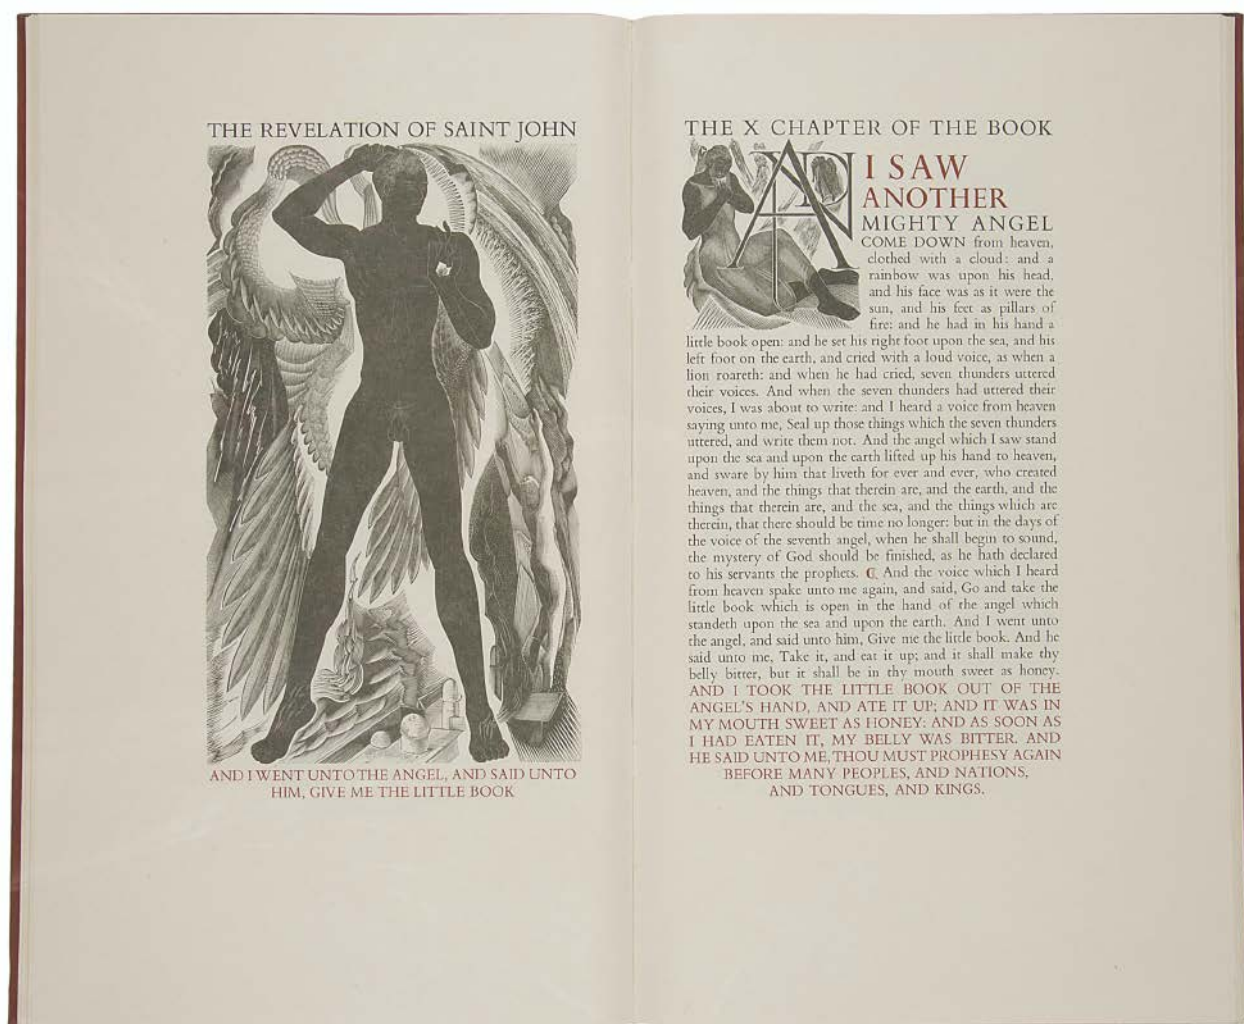 THE REVELATION OF SAINT JOHN
AND I WENT UNTO THE ANGEL, AND SAID UNTO
HIM, GIVE ME THE LITTLE BOOK
THE X CHAPTER OF THE BOOK
AND I SAW
ANOTHER
MIGHTY ANGEL
COME DOWN from heaven,
clothed with a cloud: and a
rainbow was upon his head,
and his face was as it were the
sun, and his feet as pillars of
fire: and he had in his hand a
little book open: and he set his right foot upon the sea, and his
left foot on the earth, and cried with a loud voice, as when a
lion roareth: and when he had cried, seven thunders uttered
their voices. And when the seven thunders had uttered their
voices, I was about to write: and I heard a voice from heaven
saying unto me, Seal up those things which the seven thunders
uttered, and write them not. And the angel which I saw stand
upon the sea and upon the earth lifted up his hand to heaven,
and sware by him that liveth for ever and ever, who created
heaven, and the things that therein are, and the earth, and the
things that therein are, and the sea, and the things which are
therein, that there should be time no longer: but in the days of
the voice of the seventh angel, when he shall begin to sound,
the mystery of God should be finished, as he hath declared
to his servants the prophets. ⁋ And the voice which I heard
from heaven spake unto me again, and said, Go and take the
little book which is open in the hand of the angel which
standeth upon the sea and upon the earth. And I went unto
the angel, and said unto him, Give me the little book. And he
said unto me, Take it, and eat it up; and it shall make thy
belly bitter, but it shall be in thy mouth sweet as honey.
AND I TOOK THE LITTLE BOOK OUT OF THE
ANGEL'S HAND, AND ATE IT UP; AND IT WAS IN
MY MOUTH SWEET AS HONEY: AND AS SOON AS
I HAD EATEN IT, MY BELLY WAS BITTER. AND
HE SAID UNTO ME, THOU MUST PROPHESY AGAIN
BEFORE MANY PEOPLES, AND NATIONS,
AND TONGUES, AND KINGS.